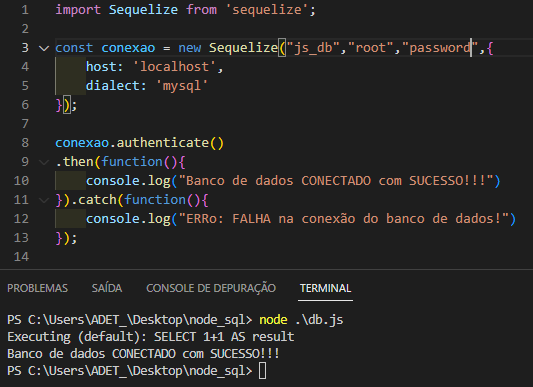 1 import Sequelize from 'sequelize';
2
3 const conexao = new Sequelize("js_db","root","password",{
4 host: 'localhost',
5 dialect: 'mysql'
6 });
7
8 conexao.authenticate()
9 .then(function(){
10 console.log("Banco de dados CONECTADO com SUCESSO!!!")
11 }).catch(function(){
12 console.log("ERRo: FALHA na conexão do banco de dados!")
13 });
14
PROBLEMAS SAÍDA CONSOLE DE DEPURAÇÃO TERMINAL
PS C:\Users\ADET_\Desktop\node_sql> node .\db.js
Executing (default): SELECT 1+1 AS result
Banco de dados CONECTADO com SUCESSO!!!
PS C:\Users\ADET_\Desktop\node_sql>